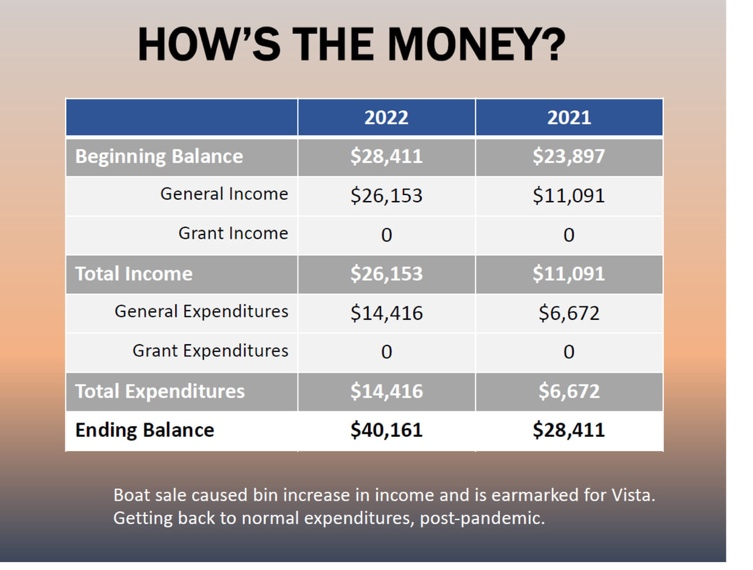 HOW'S THE MONEY?
2022 2021
Beginning Balance $28,411 $23,897
General Income $26,153 $11,091
Grant Income 0 0
Total Income $26,153 $11,091
General Expenditures $14,416 $6,672
Grant Expenditures 0 0
Total Expenditures $14,416 $6,672
Ending Balance $40,161 $28,411
Boat sale caused bin increase in income and is earmarked for Vista.
Getting back to normal expenditures, post-pandemic.